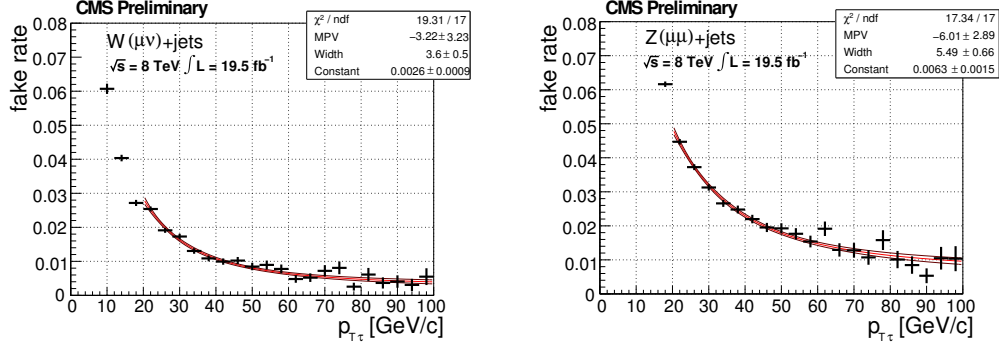 CMS Preliminary
χ² / ndf 19.31 / 17
MPV −3.22 ± 3.23
Width 3.6 ± 0.5
Constant 0.0026 ± 0.0009
W(μν)+jets
√s = 8 TeV ∫L = 19.5 fb⁻¹
fake rate
0.08
0.07
0.06
0.05
0.04
0.03
0.02
0.01
0
0 10 20 30 40 50 60 70 80 90 100
p_Tτ [GeV/c]
CMS Preliminary
χ² / ndf 17.34 / 17
MPV −6.01 ± 2.89
Width 5.49 ± 0.66
Constant 0.0063 ± 0.0015
Z(μμ)+jets
√s = 8 TeV ∫L = 19.5 fb⁻¹
fake rate
0.08
0.07
0.06
0.05
0.04
0.03
0.02
0.01
0
0 10 20 30 40 50 60 70 80 90 100
p_Tτ [GeV/c]